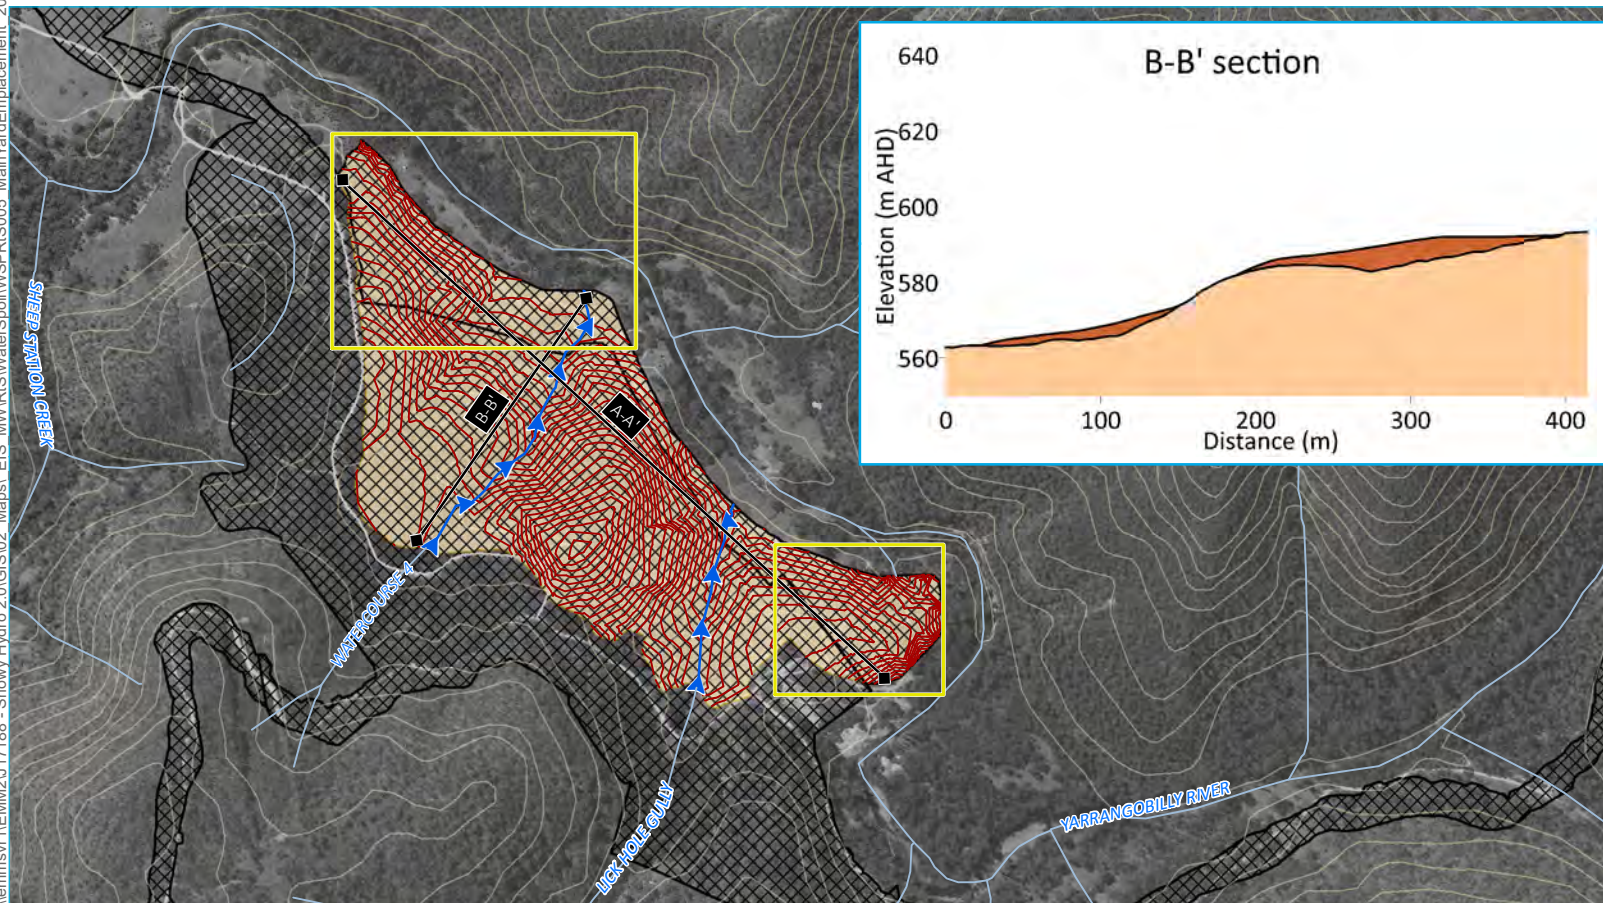 B-B' section
640
620
600
580
560
Elevation (m AHD)
0
100
200
300
400
Distance (m)
SHEEP STATION CREEK
B-B'
A-A'
WATERCOURSE 4
LICK HOLE GULLY
YARRANGOBILLY RIVER